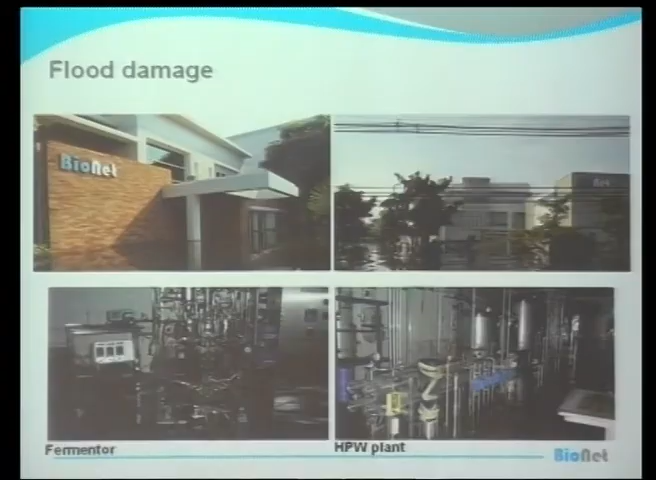 Flood damage
BioNet
Fermentor
HPW plant
BioNet